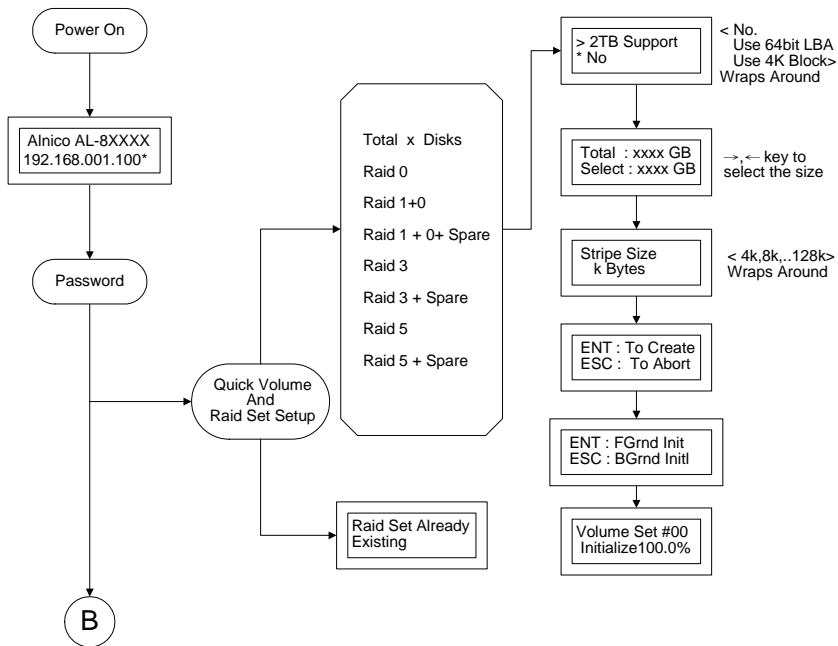 Power On
Alnico AL-8XXXX
192.168.001.100*
Password
Quick Volume
And
Raid Set Setup
B
Total x Disks
Raid 0
Raid 1+0
Raid 1 + 0+ Spare
Raid 3
Raid 3 + Spare
Raid 5
Raid 5 + Spare
Raid Set Already
Existing
> 2TB Support
* No
< No.
Use 64bit LBA
Use 4K Block>
Wraps Around
Total : xxxx GB
Select : xxxx GB
→,← key to
select the size
Stripe Size
k Bytes
< 4k,8k,..128k>
Wraps Around
ENT : To Create
ESC : To Abort
ENT : FGrnd Init
ESC : BGrnd Initl
Volume Set #00
Initialize100.0%